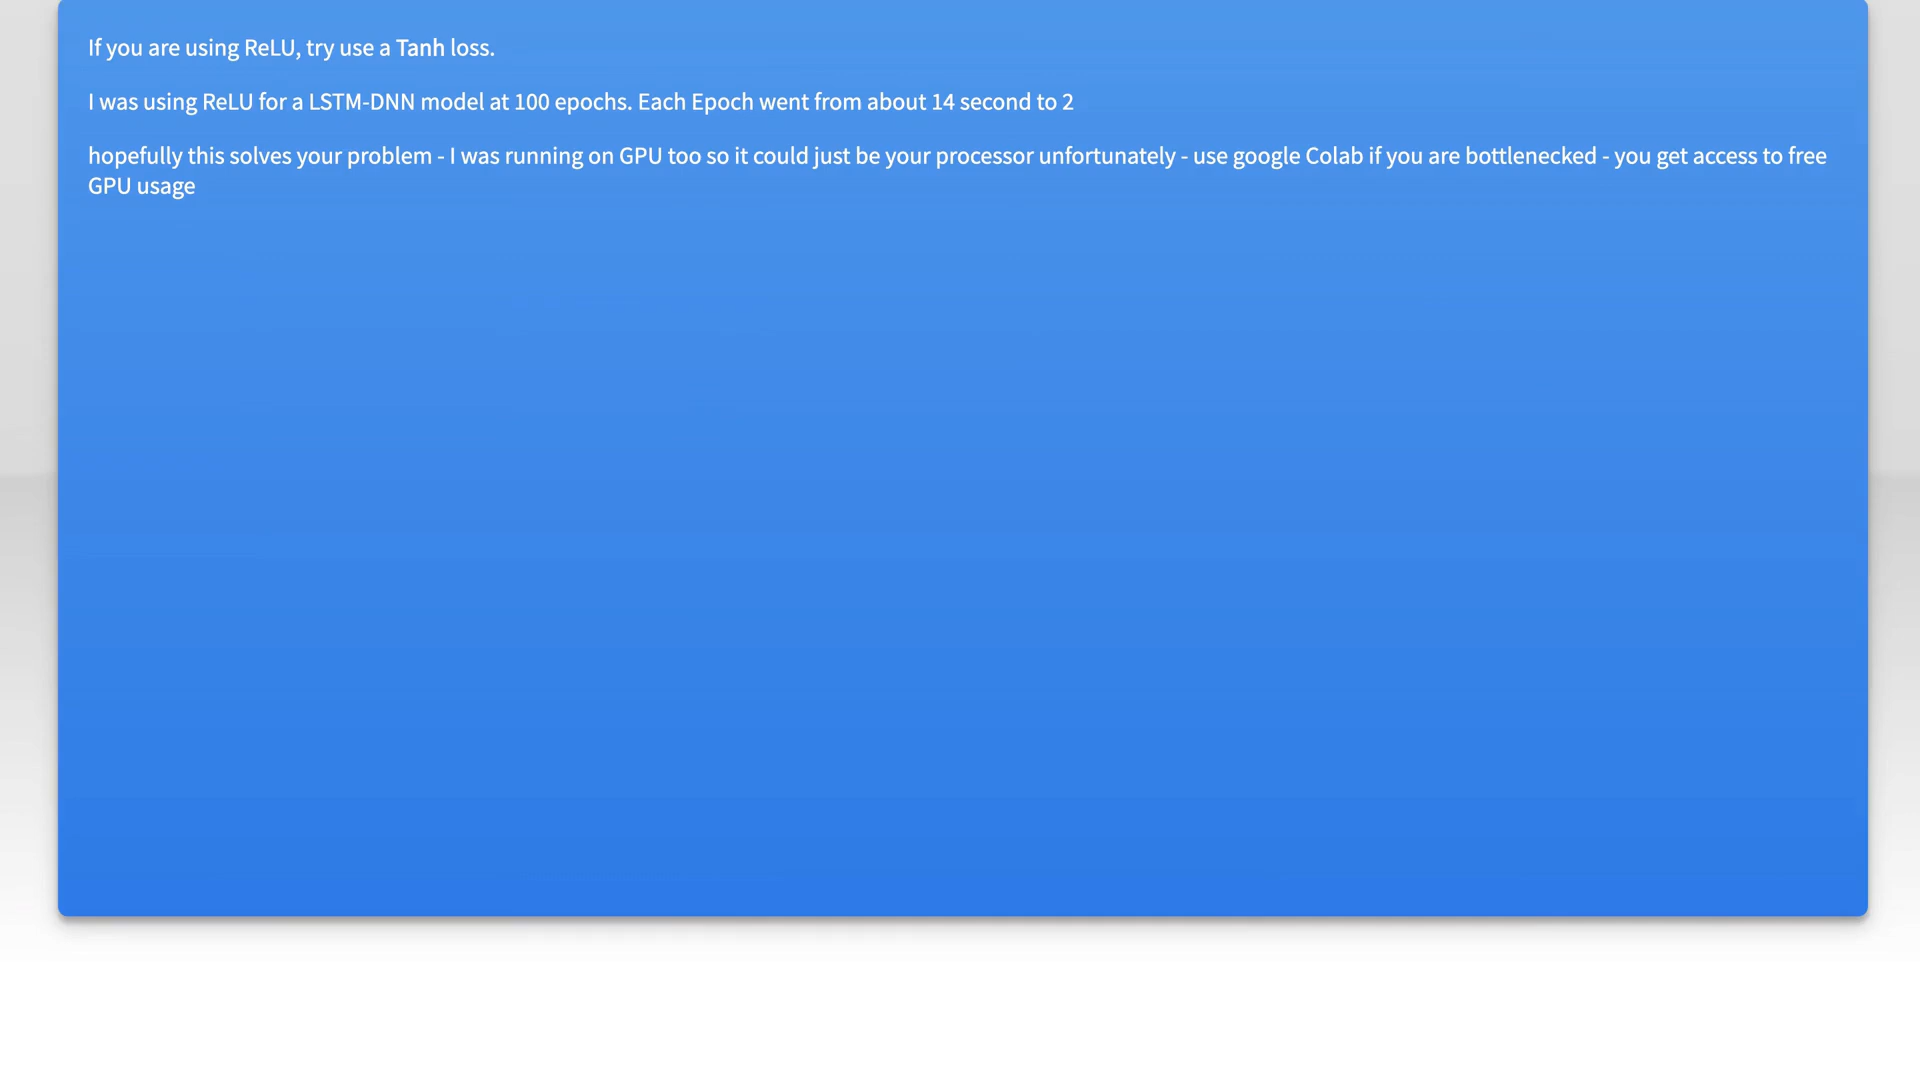 If you are using ReLU, try use a Tanh loss.
I was using ReLU for a LSTM-DNN model at 100 epochs. Each Epoch went from about 14 second to 2
hopefully this solves your problem - I was running on GPU too so it could just be your processor unfortunately - use google Colab if you are bottlenecked - you get access to free
GPU usage